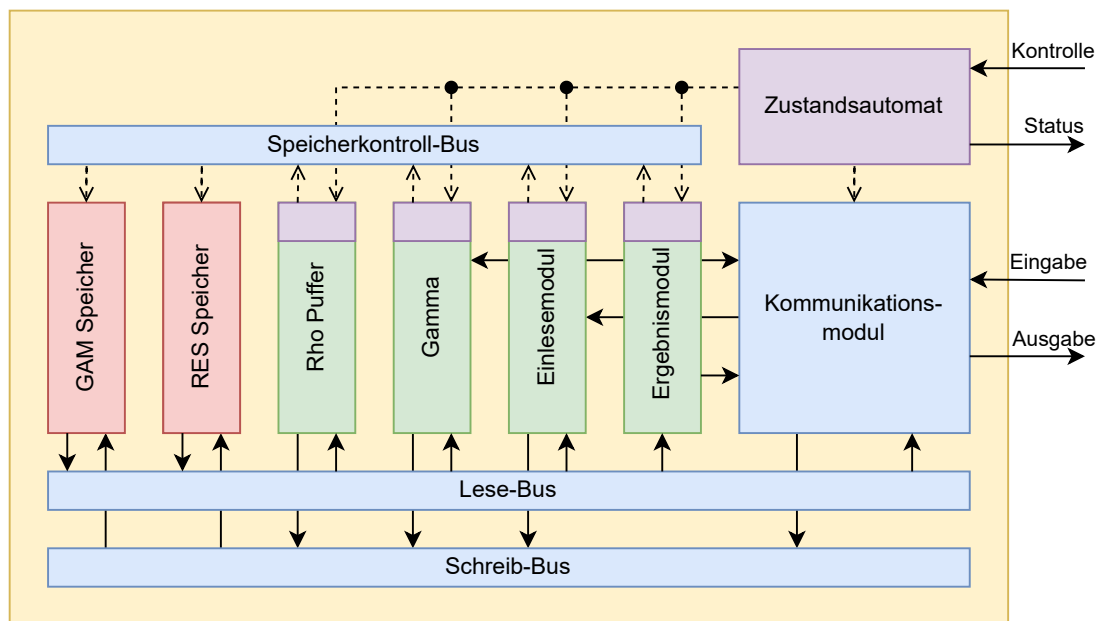 Kontrolle
Zustandsautomat
Status
Speicherkontroll-Bus
GAM Speicher
RES Speicher
Rho Puffer
Gamma
Einlesemodul
Ergebnismodul
Kommunikations-
modul
Eingabe
Ausgabe
Lese-Bus
Schreib-Bus